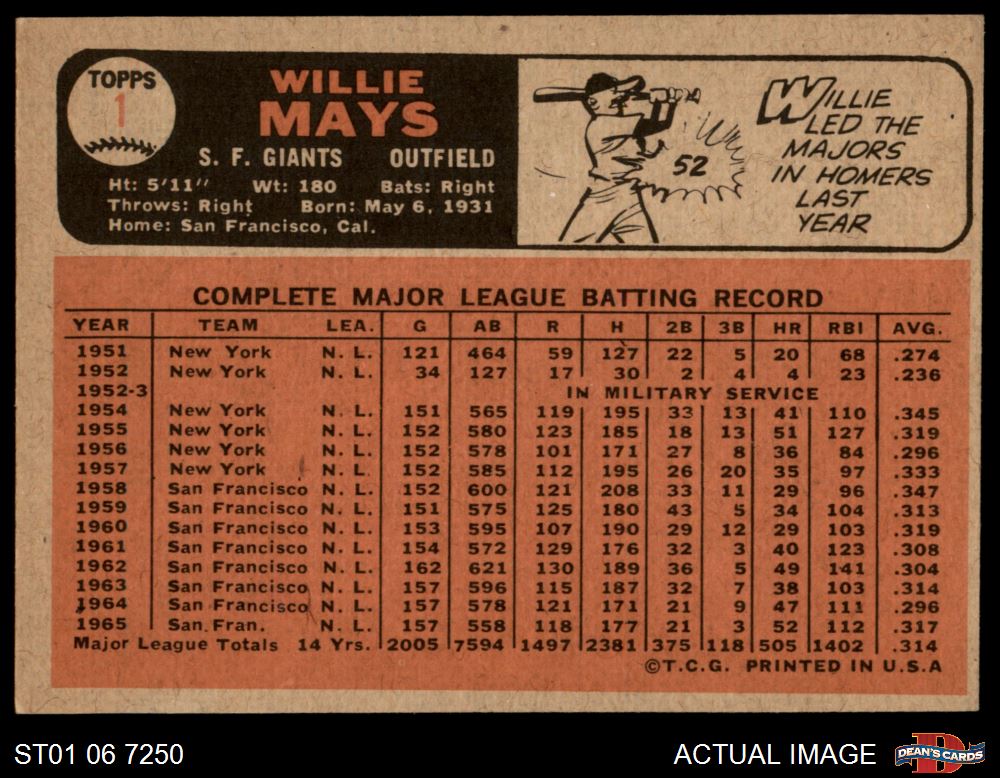 TOPPS
1
WILLIE
MAYS
S. F. GIANTS OUTFIELD
Ht: 5'11" Wt: 180 Bats: Right
Throws: Right Born: May 6, 1931
Home: San Francisco, Cal.
52
WILLIE
LED THE
MAJORS
IN HOMERS
LAST
YEAR
COMPLETE MAJOR LEAGUE BATTING RECORD
YEAR TEAM LEA. G AB R H 2B 3B HR RBI AVG.
1951 New York N. L. 121 464 59 127 22 5 20 68 .274
1952 New York N. L. 34 127 17 30 2 4 4 23 .236
1952-3 IN MILITARY SERVICE
1954 New York N. L. 151 565 119 195 33 13 41 110 .345
1955 New York N. L. 152 580 123 185 18 13 51 127 .319
1956 New York N. L. 152 578 101 171 27 8 36 84 .296
1957 New York N. L. 152 585 112 195 26 20 35 97 .333
1958 San Francisco N. L. 152 600 121 208 33 11 29 96 .347
1959 San Francisco N. L. 151 575 125 180 43 5 34 104 .313
1960 San Francisco N. L. 153 595 107 190 29 12 29 103 .319
1961 San Francisco N. L. 154 572 129 176 32 3 40 123 .308
1962 San Francisco N. L. 162 621 130 189 36 5 49 141 .304
1963 San Francisco N. L. 157 596 115 187 32 7 38 103 .314
1964 San Francisco N. L. 157 578 121 171 21 9 47 111 .296
1965 San. Fran. N. L. 157 558 118 177 21 3 52 112 .317
Major League Totals 14 Yrs. 2005 7594 1497 2381 375 118 505 1402 .314
©T.C.G. PRINTED IN U.S.A
ST01 06 7250 ACTUAL IMAGE DEAN'S CARDS